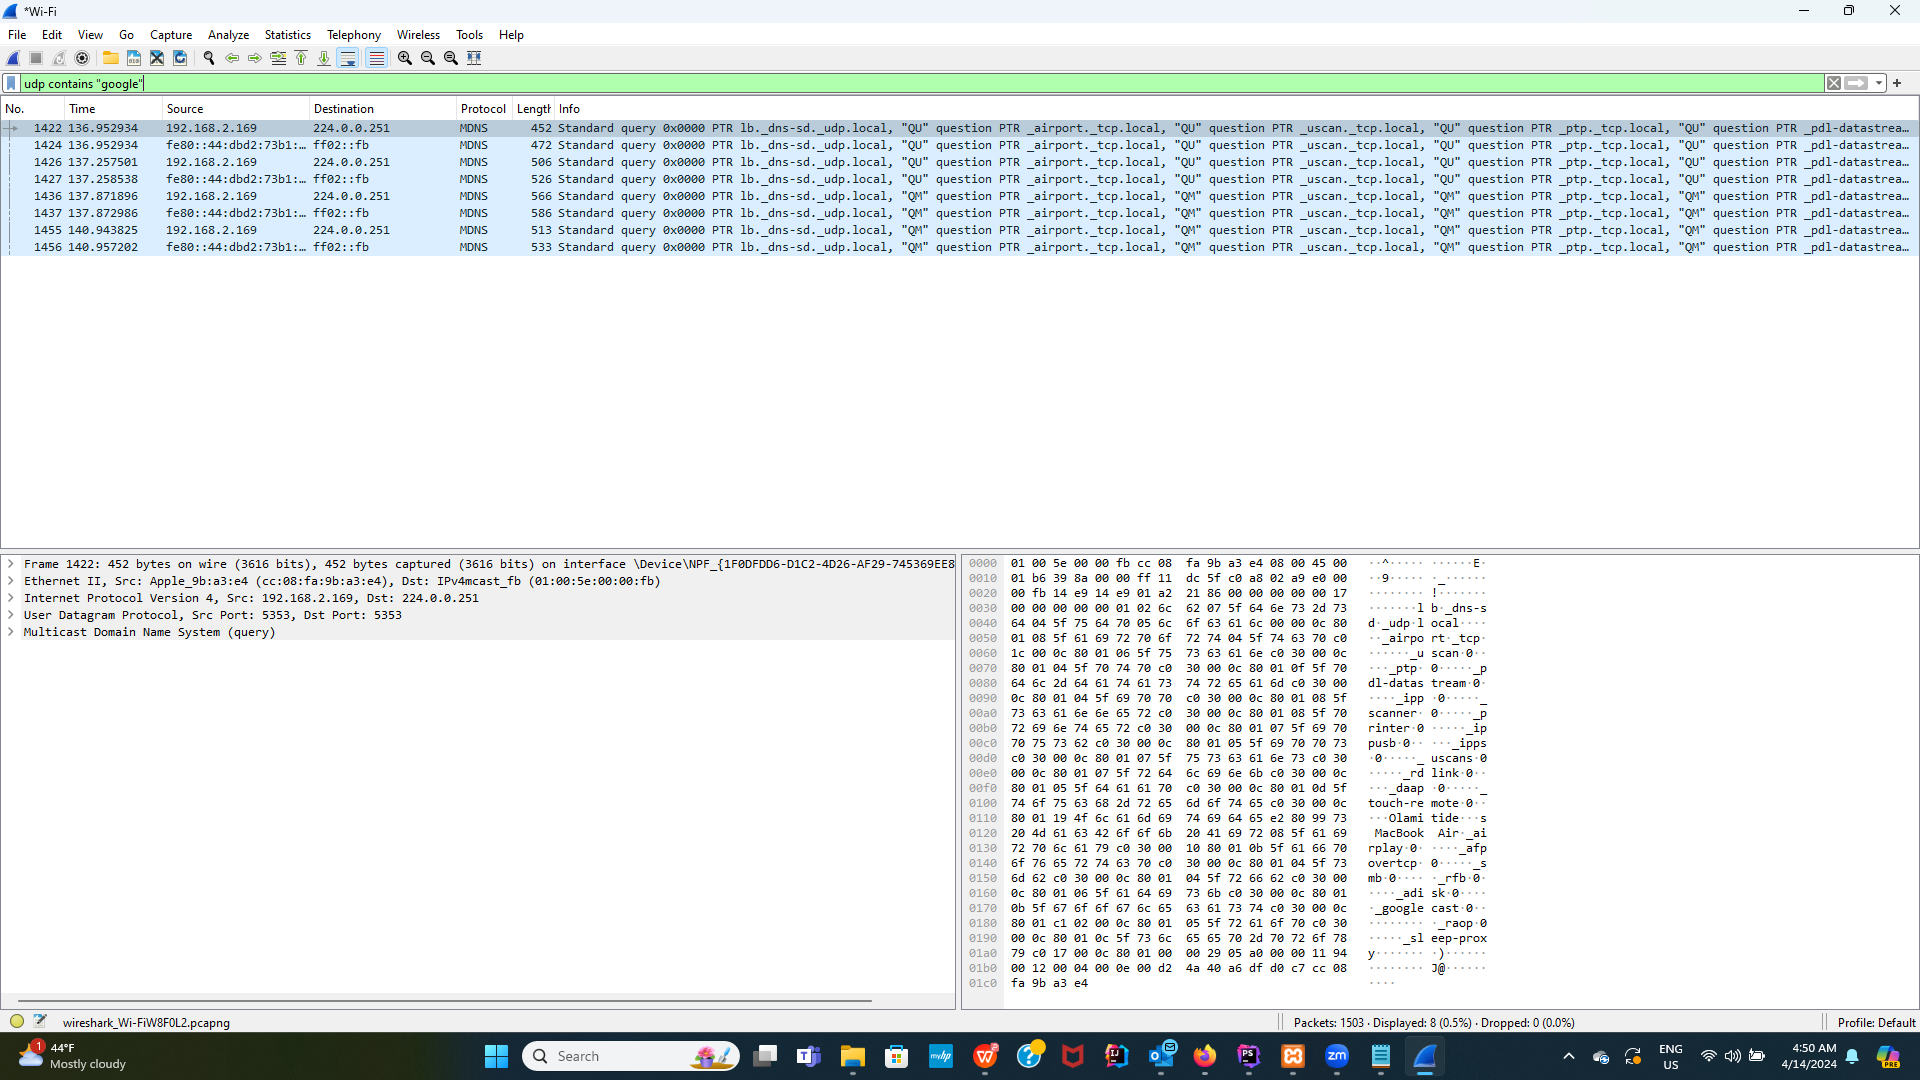 *Wi-Fi
File Edit View Go Capture Analyze Statistics Telephony Wireless Tools Help
udp contains "google"
No. Time Source Destination Protocol Length Info
1422 136.952934 192.168.2.169 224.0.0.251 MDNS 452 Standard query 0x0000 PTR lb._dns-sd._udp.local, "QU" question PTR _airport._tcp.local, "QU" question PTR _uscan._tcp.local, "QU" question PTR _ptp._tcp.local, "QU" question PTR _pdl-datastrea…
1424 136.952934 fe80::44:dbd2:73b1:… ff02::fb MDNS 472 Standard query 0x0000 PTR lb._dns-sd._udp.local, "QU" question PTR _airport._tcp.local, "QU" question PTR _uscan._tcp.local, "QU" question PTR _ptp._tcp.local, "QU" question PTR _pdl-datastrea…
1426 137.257501 192.168.2.169 224.0.0.251 MDNS 506 Standard query 0x0000 PTR lb._dns-sd._udp.local, "QU" question PTR _airport._tcp.local, "QU" question PTR _uscan._tcp.local, "QU" question PTR _ptp._tcp.local, "QU" question PTR _pdl-datastrea…
1427 137.258538 fe80::44:dbd2:73b1:… ff02::fb MDNS 526 Standard query 0x0000 PTR lb._dns-sd._udp.local, "QU" question PTR _airport._tcp.local, "QU" question PTR _uscan._tcp.local, "QU" question PTR _ptp._tcp.local, "QU" question PTR _pdl-datastrea…
1436 137.871896 192.168.2.169 224.0.0.251 MDNS 566 Standard query 0x0000 PTR lb._dns-sd._udp.local, "QM" question PTR _airport._tcp.local, "QM" question PTR _uscan._tcp.local, "QM" question PTR _ptp._tcp.local, "QM" question PTR _pdl-datastrea…
1437 137.872986 fe80::44:dbd2:73b1:… ff02::fb MDNS 586 Standard query 0x0000 PTR lb._dns-sd._udp.local, "QM" question PTR _airport._tcp.local, "QM" question PTR _uscan._tcp.local, "QM" question PTR _ptp._tcp.local, "QM" question PTR _pdl-datastrea…
1455 140.943825 192.168.2.169 224.0.0.251 MDNS 513 Standard query 0x0000 PTR lb._dns-sd._udp.local, "QM" question PTR _airport._tcp.local, "QM" question PTR _uscan._tcp.local, "QM" question PTR _ptp._tcp.local, "QM" question PTR _pdl-datastrea…
1456 140.957202 fe80::44:dbd2:73b1:… ff02::fb MDNS 533 Standard query 0x0000 PTR lb._dns-sd._udp.local, "QM" question PTR _airport._tcp.local, "QM" question PTR _uscan._tcp.local, "QM" question PTR _ptp._tcp.local, "QM" question PTR _pdl-datastrea…
Frame 1422: 452 bytes on wire (3616 bits), 452 bytes captured (3616 bits) on interface \Device\NPF_{1F0DFDD6-D1C2-4D26-AF29-745369EE8
Ethernet II, Src: Apple_9b:a3:e4 (cc:08:fa:9b:a3:e4), Dst: IPv4mcast_fb (01:00:5e:00:00:fb)
Internet Protocol Version 4, Src: 192.168.2.169, Dst: 224.0.0.251
User Datagram Protocol, Src Port: 5353, Dst Port: 5353
Multicast Domain Name System (query)
0000 01 00 5e 00 00 fb cc 08 fa 9b a3 e4 08 00 45 00 ··^····· ······E·
0010 01 b6 39 8a 00 00 ff 11 dc 5f c0 a8 02 a9 e0 00 ··9····· ·_······
0020 00 fb 14 e9 14 e9 01 a2 21 86 00 00 00 00 00 17 ········ !·······
0030 00 00 00 00 00 01 02 6c 62 07 5f 64 6e 73 2d 73 ·······l b·_dns-s
0040 64 04 5f 75 64 70 05 6c 6f 63 61 6c 00 00 0c 80 d·_udp·l ocal····
0050 01 08 5f 61 69 72 70 6f 72 74 04 5f 74 63 70 c0 ··_airpo rt·_tcp·
0060 1c 00 0c 80 01 06 5f 75 73 63 61 6e c0 30 00 0c ······_u scan·0··
0070 80 01 04 5f 70 74 70 c0 30 00 0c 80 01 0f 5f 70 ···_ptp· 0·····_p
0080 64 6c 2d 64 61 74 61 73 74 72 65 61 6d c0 30 00 dl-datas tream·0·
0090 0c 80 01 04 5f 69 70 70 c0 30 00 0c 80 01 08 5f ····_ipp ·0·····_
00a0 73 63 61 6e 6e 65 72 c0 30 00 0c 80 01 08 5f 70 scanner· 0·····_p
00b0 72 69 6e 74 65 72 c0 30 00 0c 80 01 07 5f 69 70 rinter·0 ·····_ip
00c0 70 75 73 62 c0 30 00 0c 80 01 05 5f 69 70 70 73 pusb·0·· ···_ipps
00d0 c0 30 00 0c 80 01 07 5f 75 73 63 61 6e 73 c0 30 ·0·····_ uscans·0
00e0 00 0c 80 01 07 5f 72 64 6c 69 6e 6b c0 30 00 0c ·····_rd link·0··
00f0 80 01 05 5f 64 61 61 70 c0 30 00 0c 80 01 0d 5f ···_daap ·0·····_
0100 74 6f 75 63 68 2d 72 65 6d 6f 74 65 c0 30 00 0c touch-re mote·0··
0110 80 01 19 4f 6c 61 6d 69 74 69 64 65 e2 80 99 73 ···Olami tide···s
0120 20 4d 61 63 42 6f 6f 6b 20 41 69 72 08 5f 61 69  MacBook  Air·_ai
0130 72 70 6c 61 79 c0 30 00 10 80 01 0b 5f 61 66 70 rplay·0· ····_afp
0140 6f 76 65 72 74 63 70 c0 30 00 0c 80 01 04 5f 73 overtcp· 0·····_s
0150 6d 62 c0 30 00 0c 80 01 04 5f 72 66 62 c0 30 00 mb·0···· ·_rfb·0·
0160 0c 80 01 06 5f 61 64 69 73 6b c0 30 00 0c 80 01 ····_adi sk·0····
0170 0b 5f 67 6f 6f 67 6c 65 63 61 73 74 c0 30 00 0c ·_google cast·0··
0180 80 01 c1 02 00 0c 80 01 05 5f 72 61 6f 70 c0 30 ········ ·_raop·0
0190 00 0c 80 01 0c 5f 73 6c 65 65 70 2d 70 72 6f 78 ·····_sl eep-prox
01a0 79 c0 17 00 0c 80 01 00 00 29 05 a0 00 00 11 94 y······· ·)······
01b0 00 12 00 04 00 0e 00 d2 4a 40 a6 df d0 c7 cc 08 ········ J@······
01c0 fa 9b a3 e4 ····
wireshark_Wi-FiW8F0L2.pcapng Packets: 1503 · Displayed: 8 (0.5%) · Dropped: 0 (0.0%) Profile: Default
1
44°F
Mostly cloudy
Search
ENG
US
4:50 AM
4/14/2024